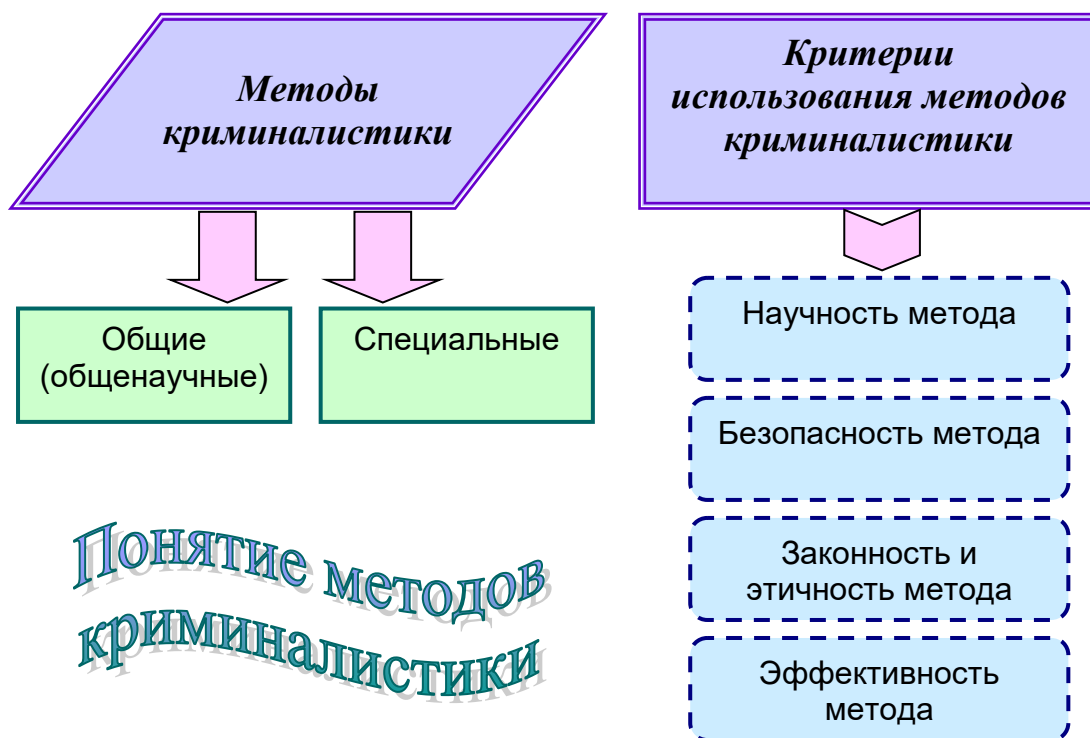 Методы
криминалистики
Критерии
использования методов
криминалистики
Общие
(общенаучные)
Специальные
Научность метода
Безопасность метода
Законность и
этичность метода
Эффективность
метода
Понятие методов
криминалистики